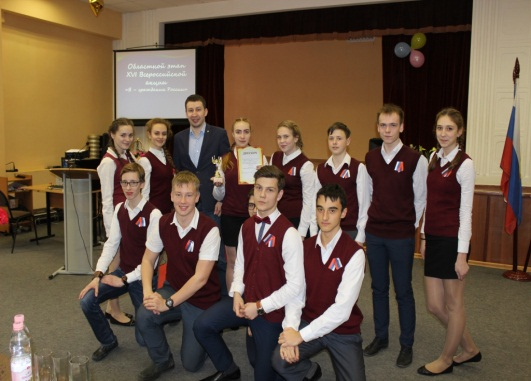 Областной этап
XVI Всероссийской
акции
«Я – гражданин России»